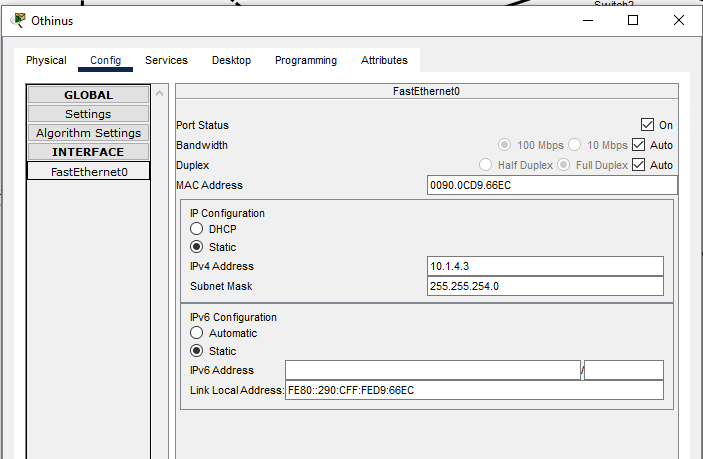 Switch2
Othinus
Physical Config Services Desktop Programming Attributes
GLOBAL
Settings
Algorithm Settings
INTERFACE
FastEthernet0
FastEthernet0
Port Status On
Bandwidth 100 Mbps 10 Mbps Auto
Duplex Half Duplex Full Duplex Auto
MAC Address 0090.0CD9.66EC
IP Configuration
DHCP
Static
IPv4 Address 10.1.4.3
Subnet Mask 255.255.254.0
IPv6 Configuration
Automatic
Static
IPv6 Address /
Link Local Address: FE80::290:CFF:FED9:66EC